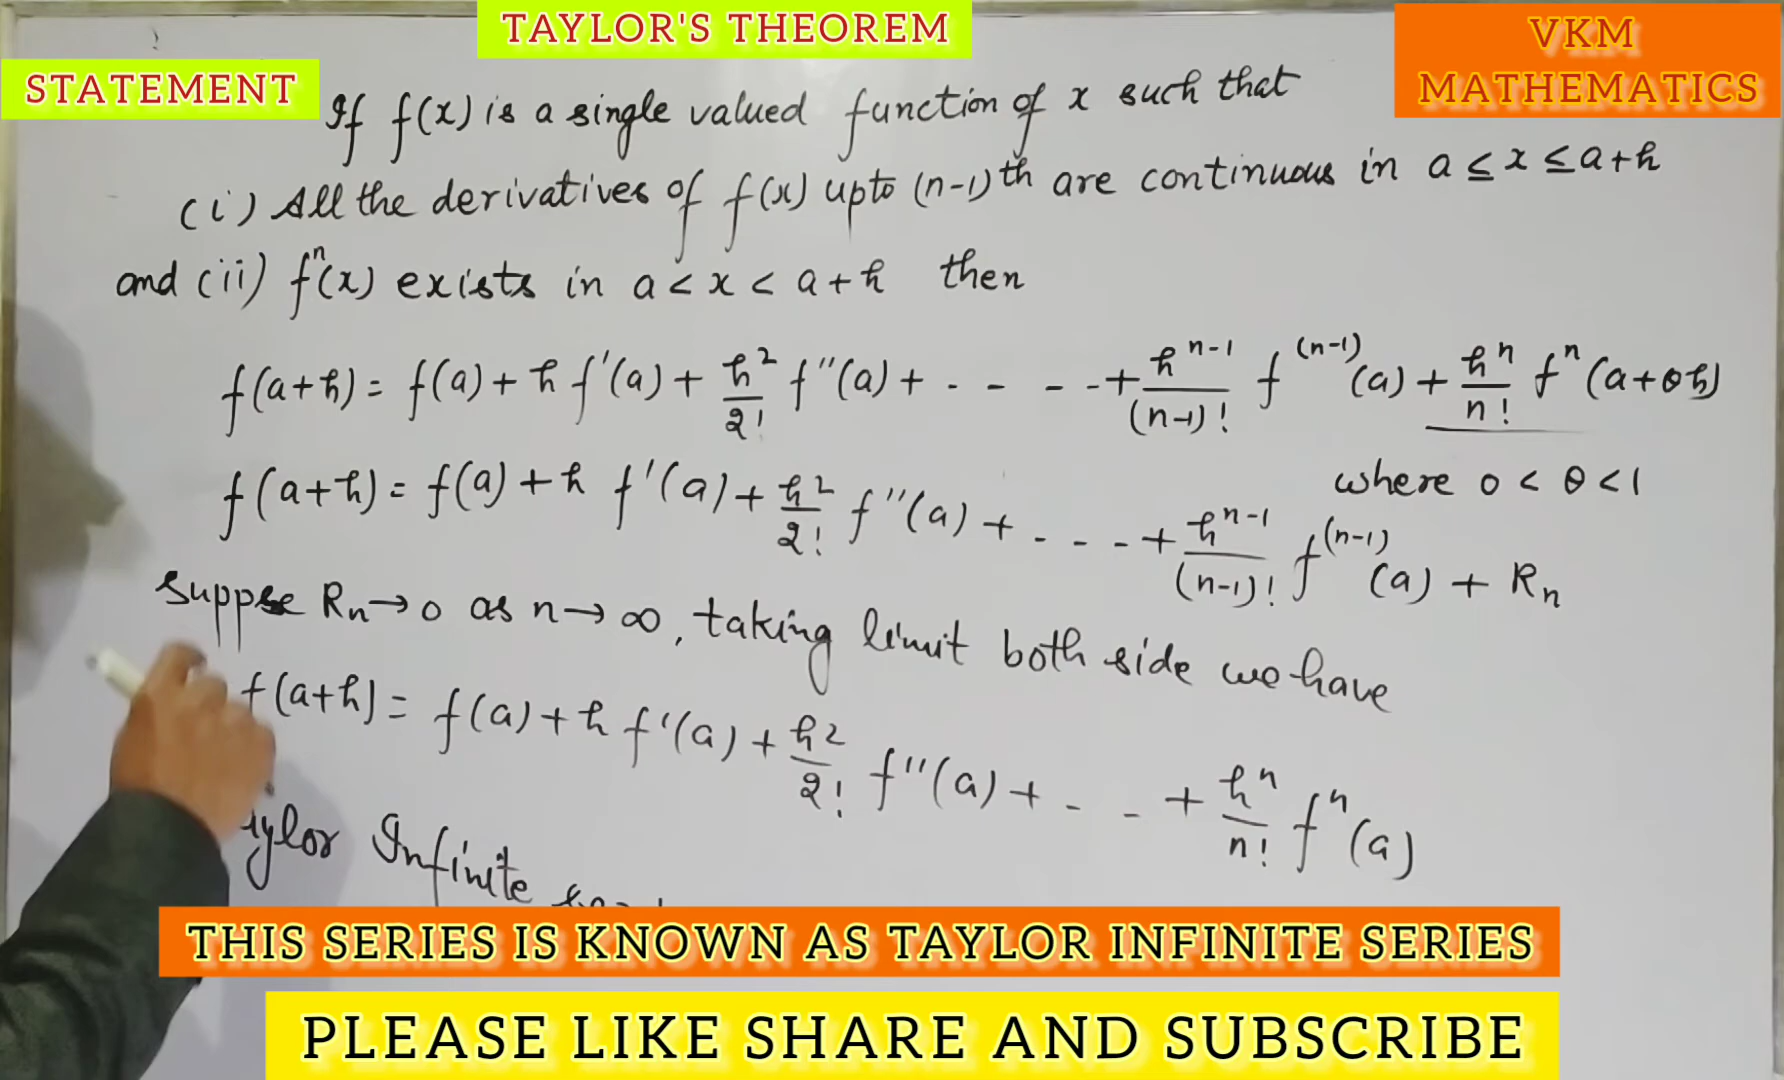 TAYLOR'S THEOREM
VKM
MATHEMATICS
STATEMENT
If f(x) is a single valued function of x such that
(i) All the derivatives of f(x) upto (n-1)th are continuous in a ≤ x ≤ a+h
and (ii) fⁿ(x) exists in a < x < a+h then
f(a+h) = f(a) + h f'(a) + h²/2! f''(a) + - - - - + hⁿ⁻¹/(n-1)! f⁽ⁿ⁻¹⁾(a) + hⁿ/n! fⁿ(a+θh)
where 0 < θ < 1
f(a+h) = f(a) + h f'(a) + h²/2! f''(a) + - - - + hⁿ⁻¹/(n-1)! f⁽ⁿ⁻¹⁾(a) + Rn
Rn → 0 as n → ∞, taking limit both side we have
f(a+h) = f(a) + h f'(a) + h²/2! f''(a) + - - + hⁿ/n! fⁿ(a)
ylor Infinite
THIS SERIES IS KNOWN AS TAYLOR INFINITE SERIES
PLEASE LIKE SHARE AND SUBSCRIBE